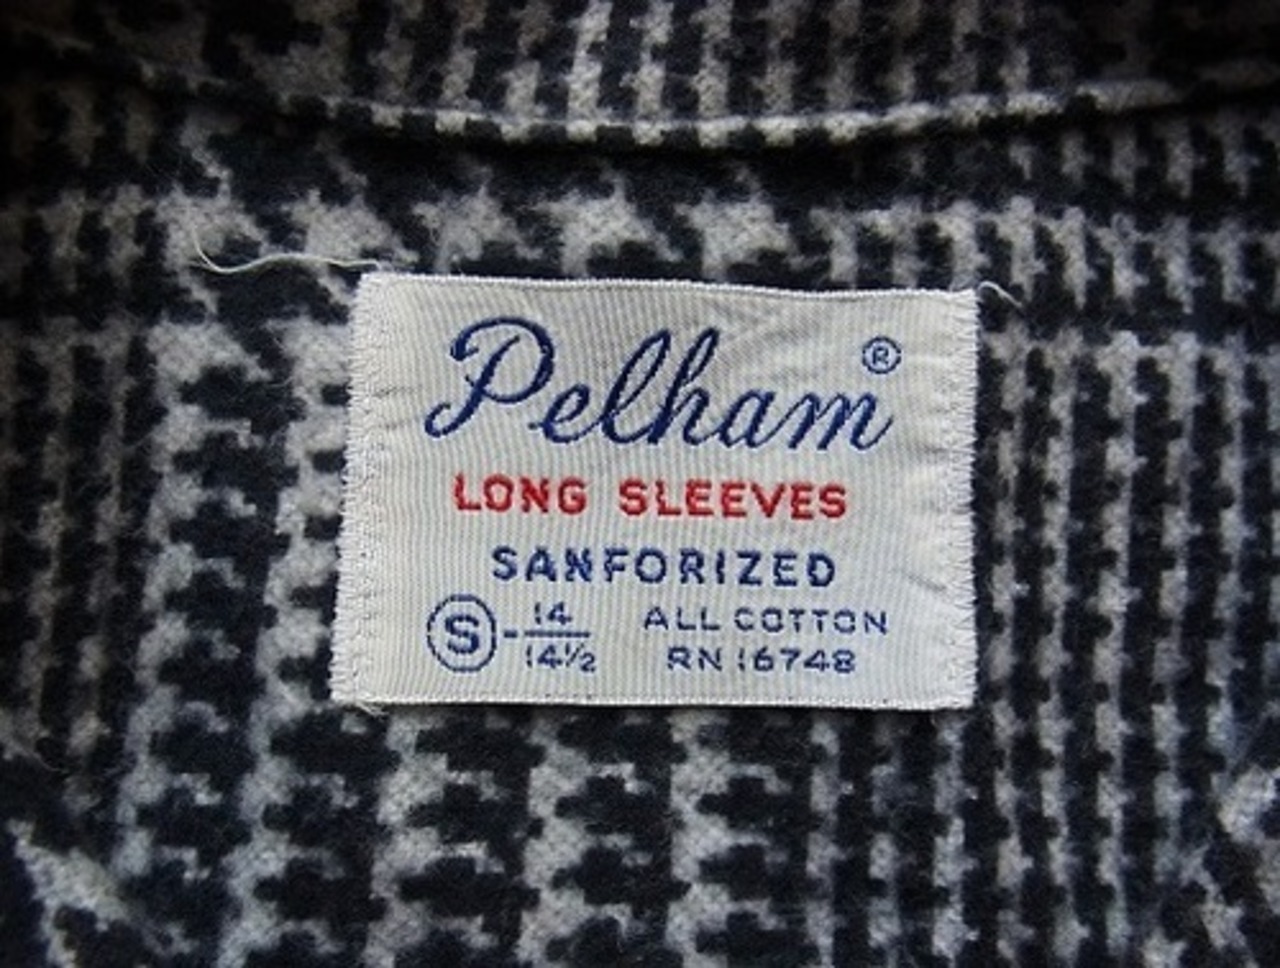 Pelham ®
LONG SLEEVES
SANFORIZED
S - 14 / 14½ ALL COTTON
RN 16748